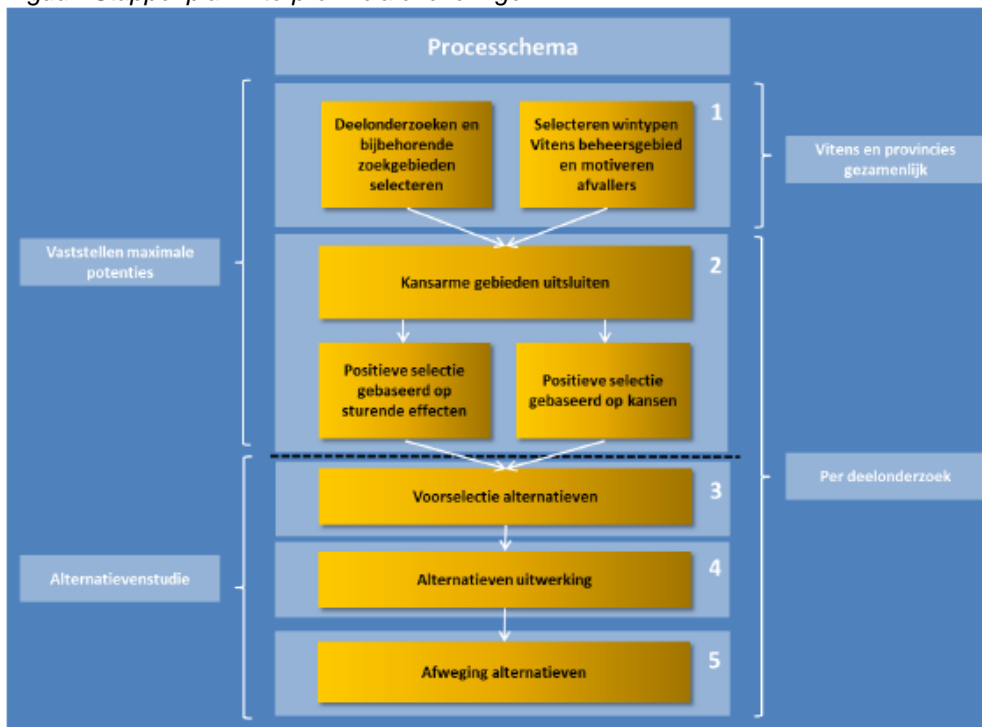 Processchema
1
Deelonderzoeken en
bijbehorende
zoekgebieden
selecteren
Selecteren wintypen
Vitens beheersgebied
en motiveren
afvallers
Vitens en provincies
gezamenlijk
Vaststellen maximale
potenties
2
Kansarme gebieden uitsluiten
Positieve selectie
gebaseerd op
sturende effecten
Positieve selectie
gebaseerd op kansen
Per deelonderzoek
3
Voorselectie alternatieven
Alternatievenstudie
4
Alternatieven uitwerking
5
Afweging alternatieven